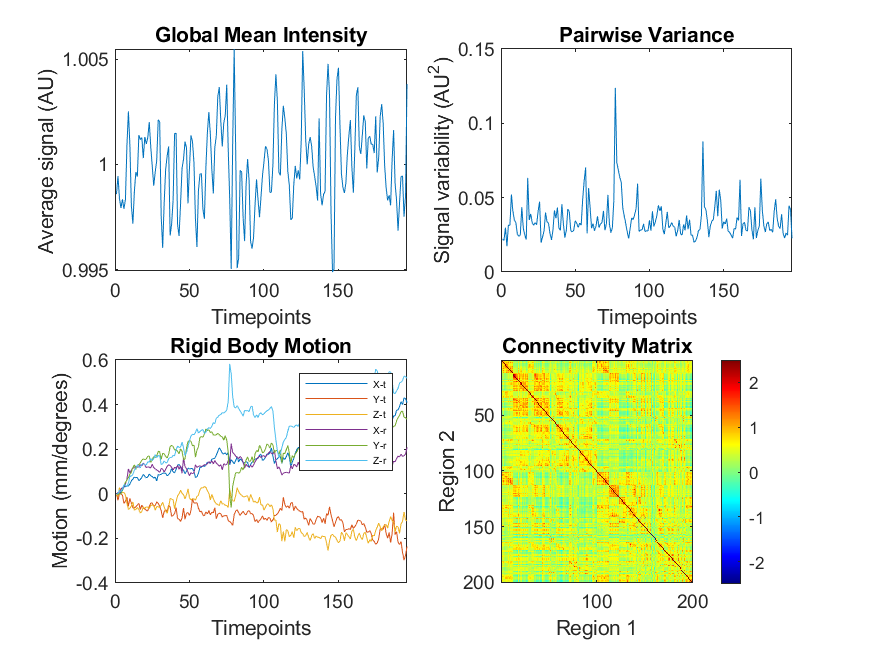 Global Mean Intensity
1.005
1
0.995
Average signal (AU)
0
50
100
150
Timepoints
Pairwise Variance
0.15
0.1
0.05
0
Signal variability (AU²)
0
50
100
150
Timepoints
Rigid Body Motion
0.6
0.4
0.2
0
-0.2
-0.4
Motion (mm/degrees)
X-t
Y-t
Z-t
X-r
Y-r
Z-r
0
50
100
150
Timepoints
Connectivity Matrix
50
100
150
200
Region 2
100
200
Region 1
2
1
0
-1
-2